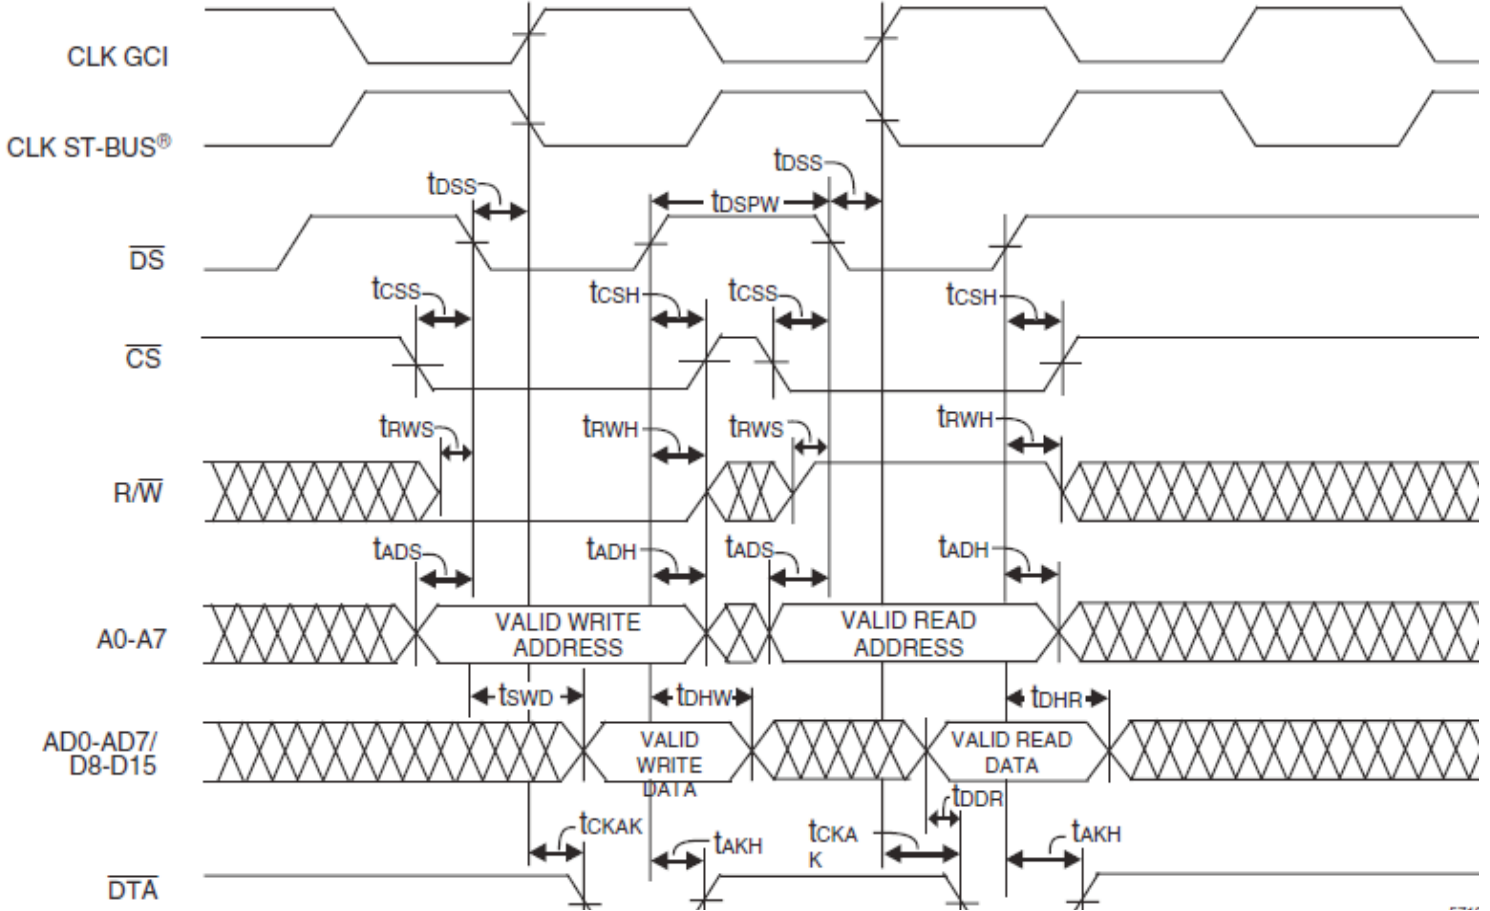 CLK GCI
CLK ST-BUS®
tDSS
tDSS
tDSPW
DS
tCSS
tCSH
tCSS
tCSH
CS
tRWS
tRWH
tRWS
tRWH
R/W
tADS
tADH
tADS
tADH
A0-A7
VALID WRITE
ADDRESS
VALID READ
ADDRESS
tSWD
tDHW
tDHR
AD0-AD7/
D8-D15
VALID
WRITE
DATA
VALID READ
DATA
tDDR
tCKAK
tAKH
tCKA
K
tAKH
DTA